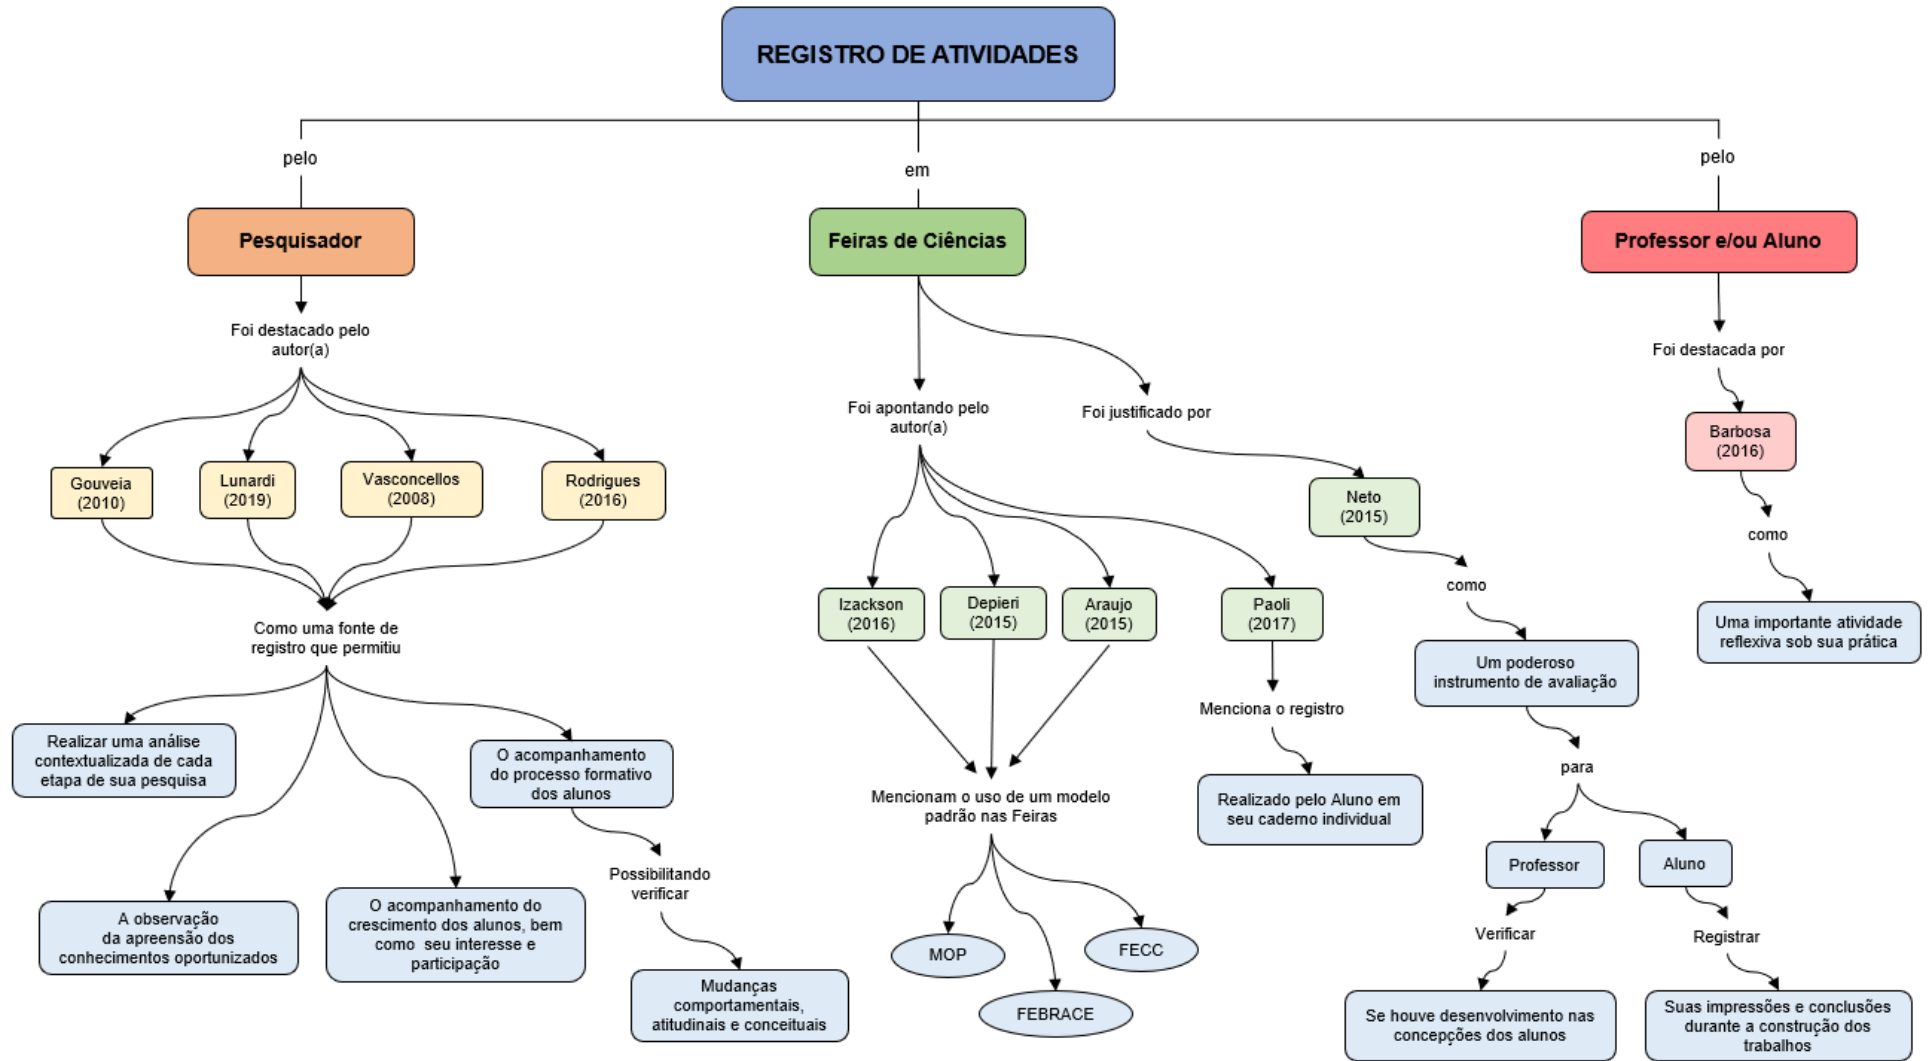 REGISTRO DE ATIVIDADES
pelo
em
pelo
Pesquisador
Feiras de Ciências
Professor e/ou Aluno
Foi destacado pelo
autor(a)
Foi destacada por
Foi apontando pelo
autor(a)
Foi justificado por
Barbosa
(2016)
Gouveia
(2010)
Lunardi
(2019)
Vasconcellos
(2008)
Rodrigues
(2016)
Neto
(2015)
como
como
Izackson
(2016)
Depieri
(2015)
Araujo
(2015)
Paoli
(2017)
Uma importante atividade
reflexiva sob sua prática
Como uma fonte de
registro que permitiu
Um poderoso
instrumento de avaliação
Menciona o registro
Realizar uma análise
contextualizada de cada
etapa de sua pesquisa
O acompanhamento
do processo formativo
dos alunos
para
Mencionam o uso de um modelo
padrão nas Feiras
Realizado pelo Aluno em
seu caderno individual
Possibilitando
verificar
Professor
Aluno
A observação
da apreensão dos
conhecimentos oportunizados
O acompanhamento do
crescimento dos alunos, bem
como seu interesse e
participação
MOP
FECC
Verificar
Registrar
Mudanças
comportamentais,
atitudinais e conceituais
FEBRACE
Se houve desenvolvimento nas
concepções dos alunos
Suas impressões e conclusões
durante a construção dos
trabalhos